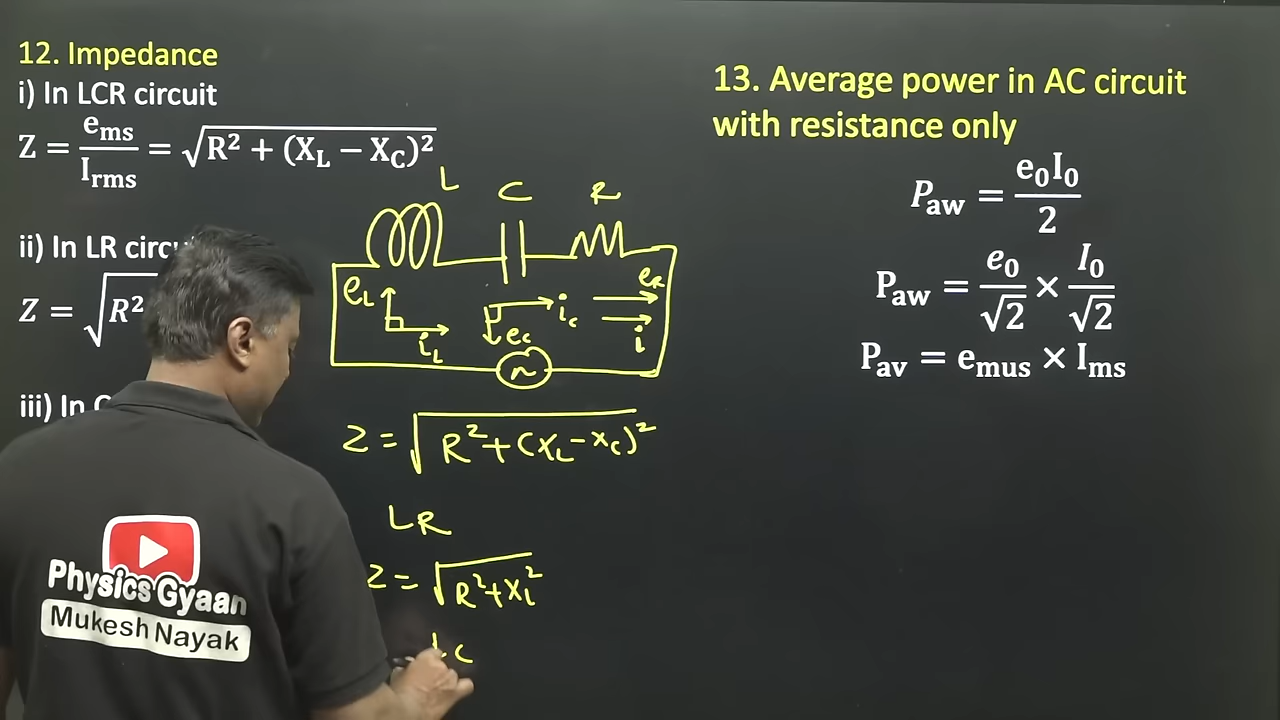 12. Impedance
i) In LCR circuit
Z = e_ms / I_rms = √(R² + (X_L − X_C)²)
ii) In LR
Z = √R²
iii) In
L C R
e_L i_L
e_C i_c
e_R i
~
Z = √(R² + (X_L − X_C)²)
LR
Z = √(R² + X_L²)
LC
13. Average power in AC circuit
with resistance only
P_aw = e₀I₀ / 2
P_aw = e₀/√2 × I₀/√2
P_av = e_mus × I_ms
Physics Gyaan
Mukesh Nayak